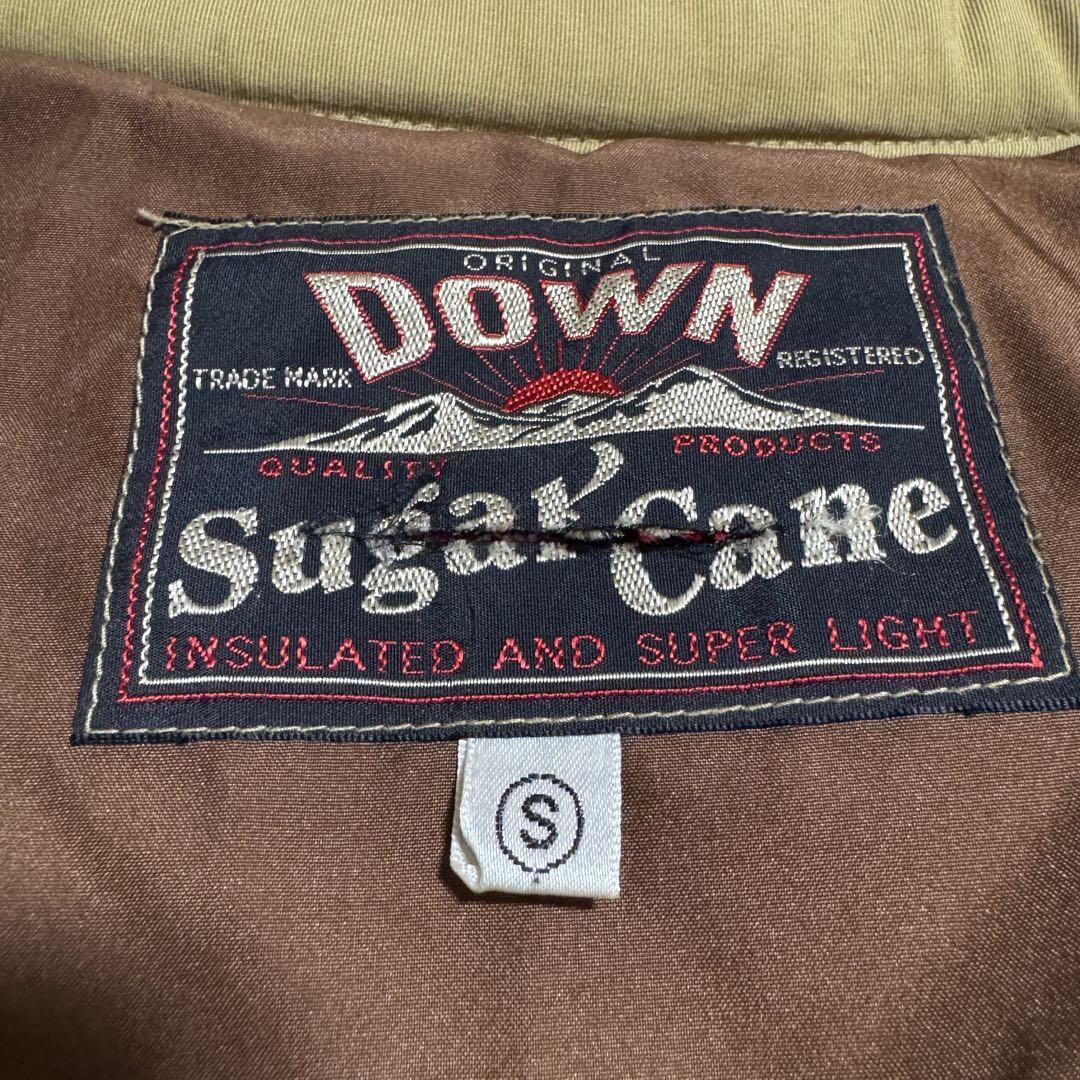 ORIGINAL
DOWN
TRADE MARK
REGISTERED
QUALITY PRODUCTS
Sugar Cane
INSULATED AND SUPER LIGHT
S